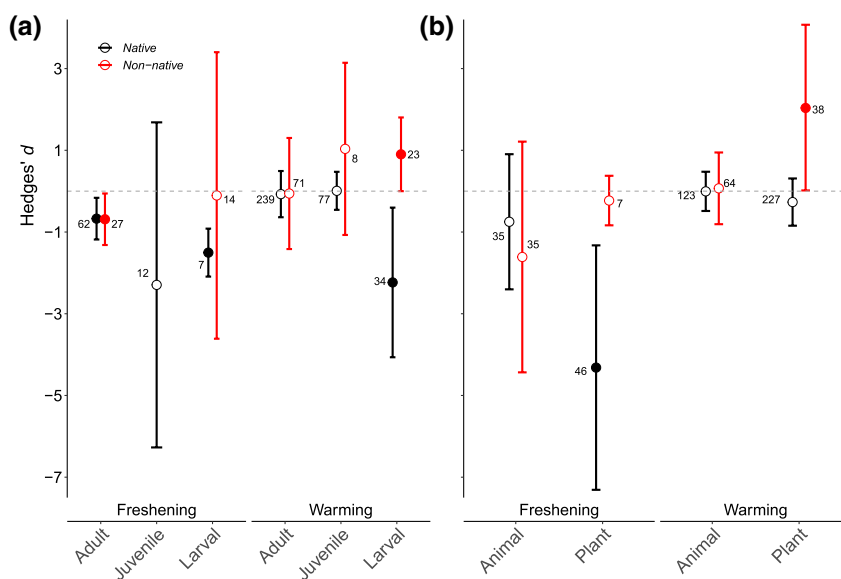 (a)
(b)
Native
Non−native
Hedges' d
3
1
−1
−3
−5
−7
62
27
12
7
14
239
71
77
8
34
23
35
35
46
7
123
64
227
38
Freshening
Warming
Freshening
Warming
Adult
Juvenile
Larval
Adult
Juvenile
Larval
Animal
Plant
Animal
Plant